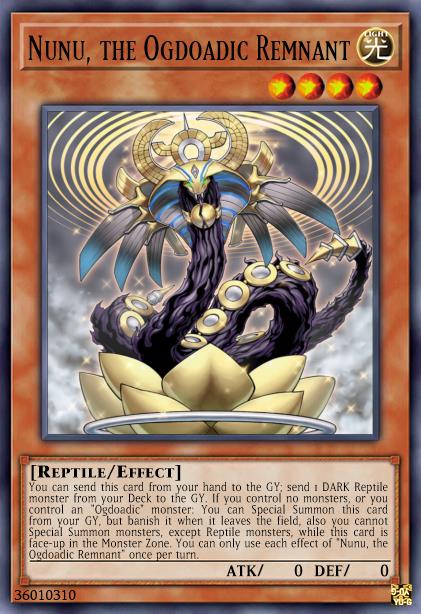 NUNU, THE OGDOADIC REMNANT
LIGHT
光
[REPTILE/EFFECT]
You can send this card from your hand to the GY; send 1 DARK Reptile
monster from your Deck to the GY. If you control no monsters, or you
control an "Ogdoadic" monster: You can Special Summon this card
from your GY, but banish it when it leaves the field, also you cannot
Special Summon monsters, except Reptile monsters, while this card is
face-up in the Monster Zone. You can only use each effect of "Nunu, the
Ogdoadic Remnant" once per turn.
ATK/ 0 DEF/ 0
36010310